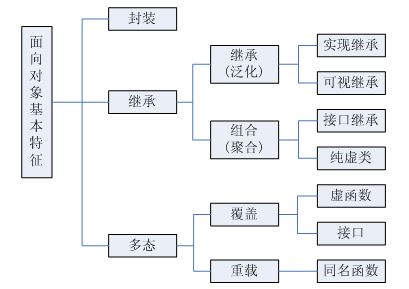 面向对象基本特征
封装
继承
继承
(泛化)
实现继承
可视继承
组合
(聚合)
接口继承
纯虚类
多态
覆盖
虚函数
接口
重载
同名函数